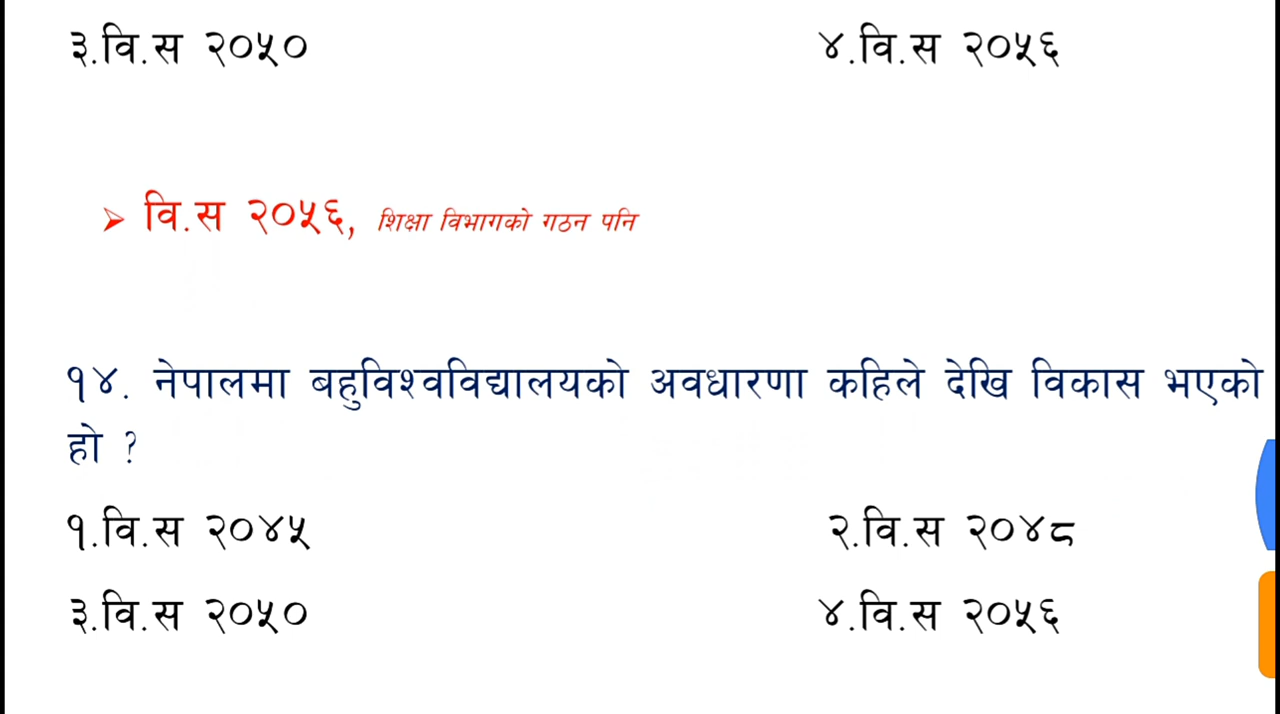 ३.वि.स २०५० ४.वि.स २०५६
➢ वि.स २०५६, शिक्षा विभागको गठन पनि
१४. नेपालमा बहुविश्वविद्यालयको अवधारणा कहिले देखि विकास भएको
हो ?
१.वि.स २०४५ २.वि.स २०४८
३.वि.स २०५० ४.वि.स २०५६